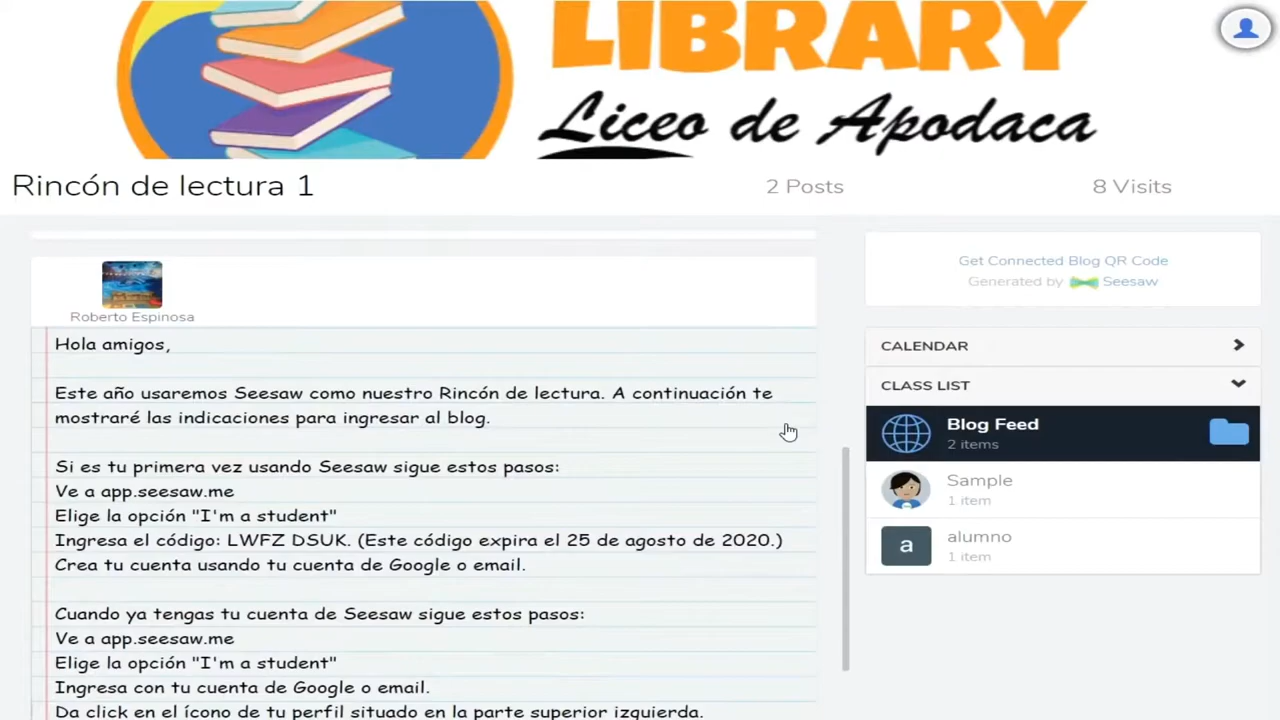 LIBRARY
Liceo de Apodaca
Rincón de lectura 1
2 Posts
8 Visits
Roberto Espinosa
Hola amigos,
Este año usaremos Seesaw como nuestro Rincón de lectura. A continuación te
mostraré las indicaciones para ingresar al blog.
Si es tu primera vez usando Seesaw sigue estos pasos:
Ve a app.seesaw.me
Elige la opción "I'm a student"
Ingresa el código: LWFZ DSUK. (Este código expira el 25 de agosto de 2020.)
Crea tu cuenta usando tu cuenta de Google o email.
Cuando ya tengas tu cuenta de Seesaw sigue estos pasos:
Ve a app.seesaw.me
Elige la opción "I'm a student"
Ingresa con tu cuenta de Google o email.
Da click en el ícono de tu perfil situado en la parte superior izquierda.
Get Connected Blog QR Code
Generated by Seesaw
CALENDAR
CLASS LIST
Blog Feed
2 items
Sample
1 item
a
alumno
1 item